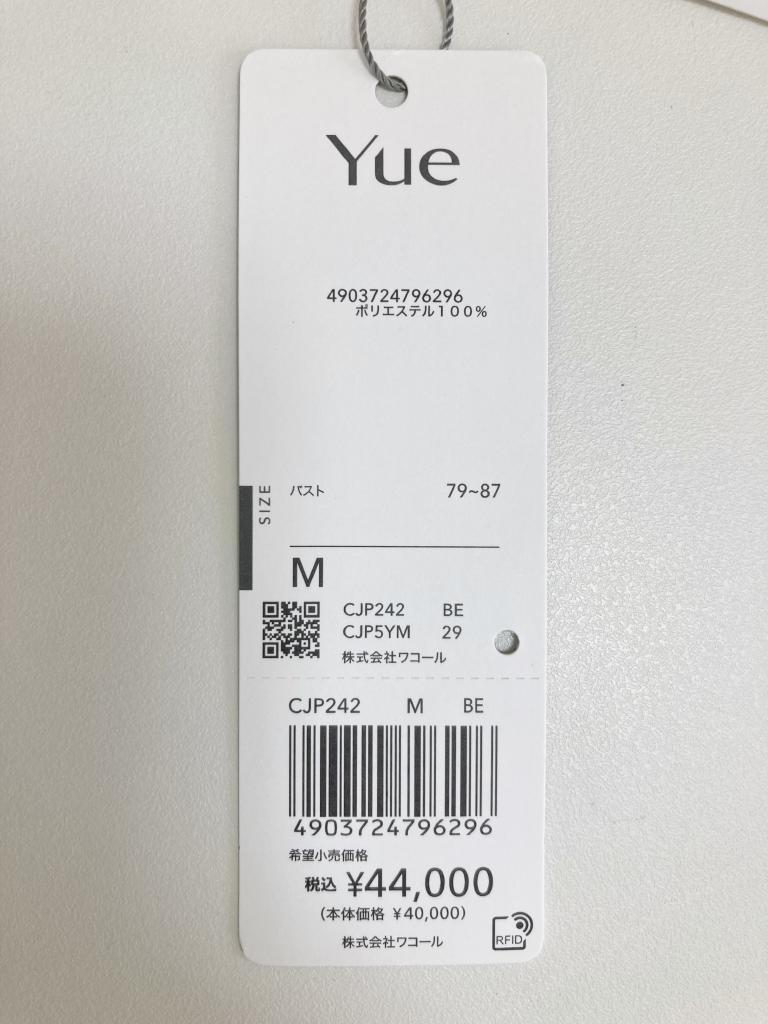 Yue
4903724796296
ポリエステル１００％
SIZE
バスト 79~87
M
CJP242 BE
CJP5YM 29
株式会社ワコール
CJP242 M BE
4903724796296
希望小売価格
税込 ¥44,000
（本体価格 ¥40,000）
株式会社ワコール
RFID